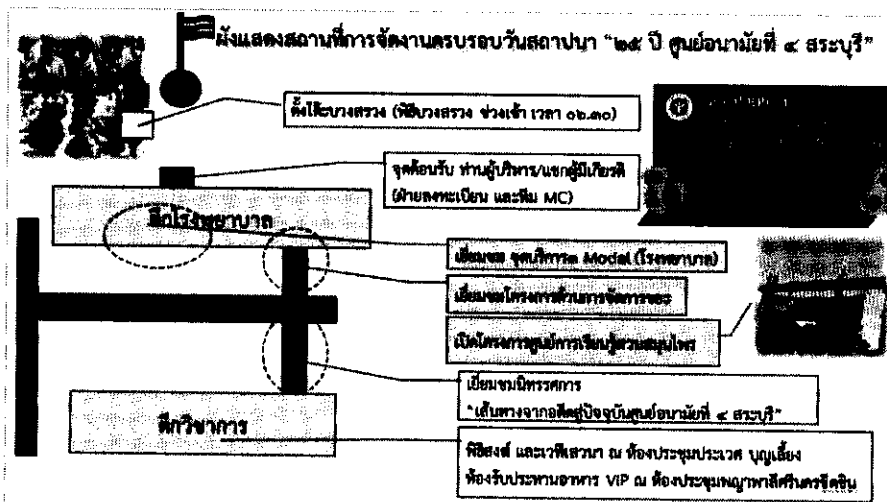 ผังแสดงสถานที่การจัดงานครบรอบวันสถาปนา “๒๕ ปี ศูนย์อนามัยที่ ๔ สระบุรี”
ตั้งโต๊ะบวงสรวง (พิธีบวงสรวง ช่วงเช้า เวลา ๐๖.๓๐)
จุดต้อนรับ ท่านผู้บริหาร/แขกผู้มีเกียรติ
(ฝ่ายลงทะเบียน และทีม MC)
ตึกโรงพยาบาล
เยี่ยมชม จุดบริการ๓ Modal (โรงพยาบาล)
เยี่ยมชมโครงการด้านการจัดการขยะ
เปิดโครงการศูนย์การเรียนรู้สวนสมุนไพร
เยี่ยมชมนิทรรศการ
“เส้นทางจากอดีตสู่ปัจจุบันศูนย์อนามัยที่ ๔ สระบุรี”
ตึกวิชาการ
พิธีสงฆ์ และเวทีเสวนา ณ ห้องประชุมประเวศ บุญเลี้ยง
ห้องรับประทานอาหาร VIP ณ ห้องประชุมพญาพาลีศรีนครขีดขิน